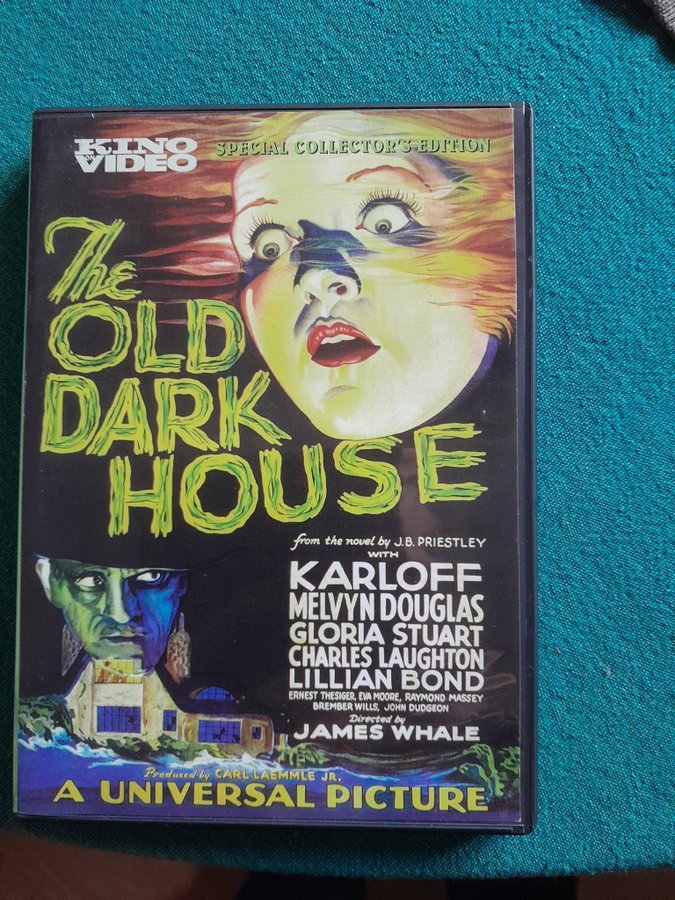 KINO
ON
VIDEO
SPECIAL COLLECTOR'S EDITION
The
OLD
DARK
HOUSE
from the novel by J.B. PRIESTLEY
WITH
KARLOFF
MELVYN DOUGLAS
GLORIA STUART
CHARLES LAUGHTON
LILLIAN BOND
ERNEST THESIGER, EVA MOORE, RAYMOND MASSEY
BREMBER WILLS, JOHN DUDGEON
Directed by
JAMES WHALE
Produced by CARL LAEMMLE JR.
A UNIVERSAL PICTURE